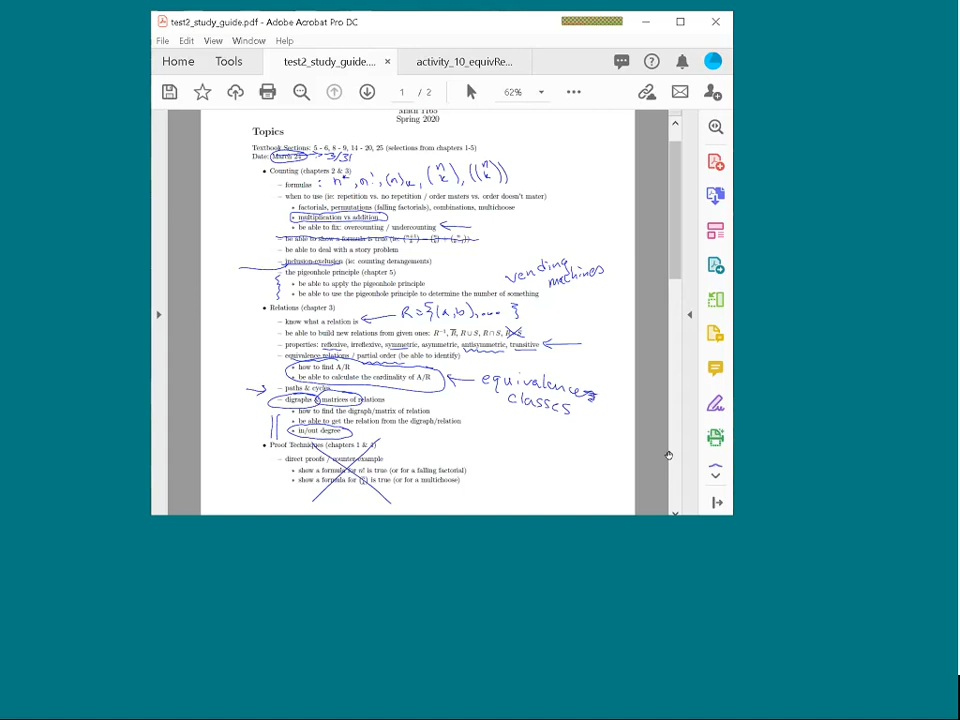 test2_study_guide.pdf - Adobe Acrobat Pro DC
File Edit View Window Help
Home Tools test2_study_guide.... × activity_10_equivRe...
1 / 2 62%
Spring 2020
Topics
Textbook Sections: 5 - 6, 8 - 9, 14 - 20, 25 (selections from chapters 1-5)
Date: March 24 → 3/31
• Counting (chapters 2 & 3)
– formulas : n^k, n!, (n)_k, (n k), ((n k))
– when to use (ie: repetition vs. no repetition / order maters vs. order doesn't mater)
* factorials, permutations (falling factorials), combinations, multichoose
* multiplication vs addition
* be able to fix: overcounting / undercounting
– be able to show a formula is true (ie:
– be able to deal with a story problem
– inclusion-exclusion (ie: counting derangements)
– the pigeonhole principle (chapter 5)
vending machines
* be able to apply the pigeonhole principle
* be able to use the pigeonhole principle to determine the number of something
• Relations (chapter 3)
R = {(a,b), .... }
– know what a relation is
– be able to build new relations from given ones: R⁻¹, R̅, R ∪ S, R ∩ S,
– properties: reflexive, irreflexive, symmetric, asymmetric, antisymmetric, transitive
– equivalence relations / partial order (be able to identify)
* how to find A/R
* be able to calculate the cardinality of A/R
equivalence classes
– paths & cycles
– digraphs & matrices of relations
* how to find the digraph/matrix of relation
* be able to get the relation from the digraph/relation
* in/out degree
• Proof Techniques (chapters 1 & 4)
– direct proofs / counter-example
* show a formula for n! is true (or for a falling factorial)
* show a formula for (n k) is true (or for a multichoose)